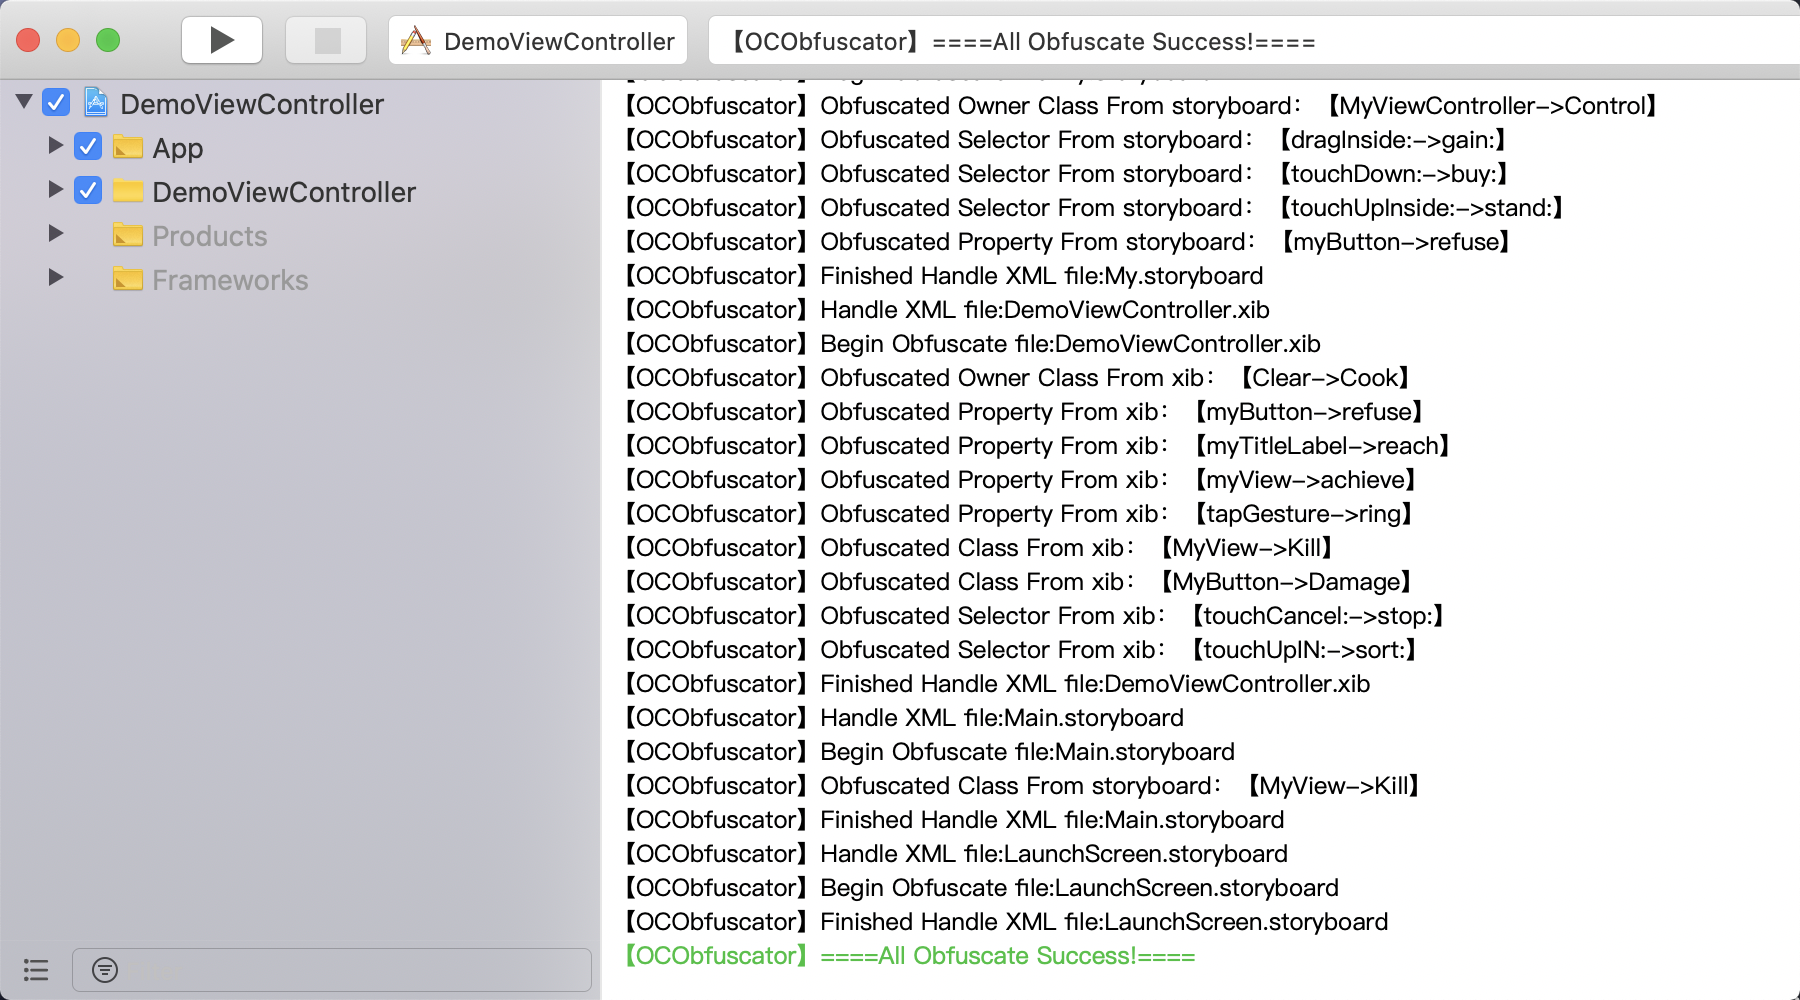 DemoViewController
【OCObfuscator】====All Obfuscate Success!====
DemoViewController
App
DemoViewController
Products
Frameworks
【OCObfuscator】Obfuscated Owner Class From storyboard: 【MyViewController->Control】
【OCObfuscator】Obfuscated Selector From storyboard: 【dragInside:->gain:】
【OCObfuscator】Obfuscated Selector From storyboard: 【touchDown:->buy:】
【OCObfuscator】Obfuscated Selector From storyboard: 【touchUpInside:->stand:】
【OCObfuscator】Obfuscated Property From storyboard: 【myButton->refuse】
【OCObfuscator】Finished Handle XML file:My.storyboard
【OCObfuscator】Handle XML file:DemoViewController.xib
【OCObfuscator】Begin Obfuscate file:DemoViewController.xib
【OCObfuscator】Obfuscated Owner Class From xib: 【Clear->Cook】
【OCObfuscator】Obfuscated Property From xib: 【myButton->refuse】
【OCObfuscator】Obfuscated Property From xib: 【myTitleLabel->reach】
【OCObfuscator】Obfuscated Property From xib: 【myView->achieve】
【OCObfuscator】Obfuscated Property From xib: 【tapGesture->ring】
【OCObfuscator】Obfuscated Class From xib: 【MyView->Kill】
【OCObfuscator】Obfuscated Class From xib: 【MyButton->Damage】
【OCObfuscator】Obfuscated Selector From xib: 【touchCancel:->stop:】
【OCObfuscator】Obfuscated Selector From xib: 【touchUpIN:->sort:】
【OCObfuscator】Finished Handle XML file:DemoViewController.xib
【OCObfuscator】Handle XML file:Main.storyboard
【OCObfuscator】Begin Obfuscate file:Main.storyboard
【OCObfuscator】Obfuscated Class From storyboard: 【MyView->Kill】
【OCObfuscator】Finished Handle XML file:Main.storyboard
【OCObfuscator】Handle XML file:LaunchScreen.storyboard
【OCObfuscator】Begin Obfuscate file:LaunchScreen.storyboard
【OCObfuscator】Finished Handle XML file:LaunchScreen.storyboard
【OCObfuscator】====All Obfuscate Success!====